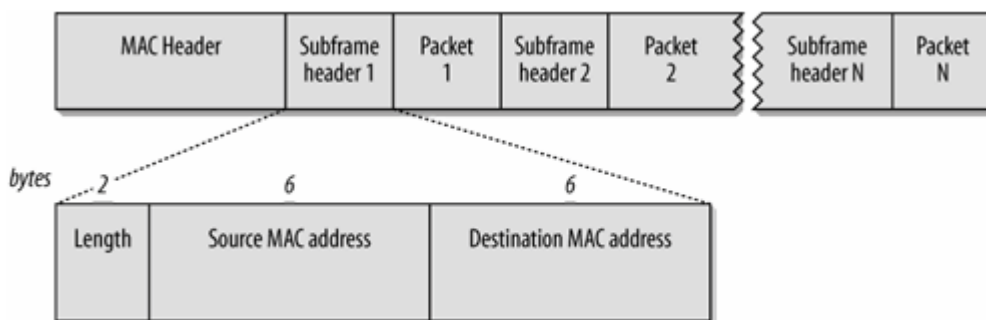 MAC Header
Subframe
header 1
Packet
1
Subframe
header 2
Packet
2
Subframe
header N
Packet
N
bytes
2
6
6
Length
Source MAC address
Destination MAC address